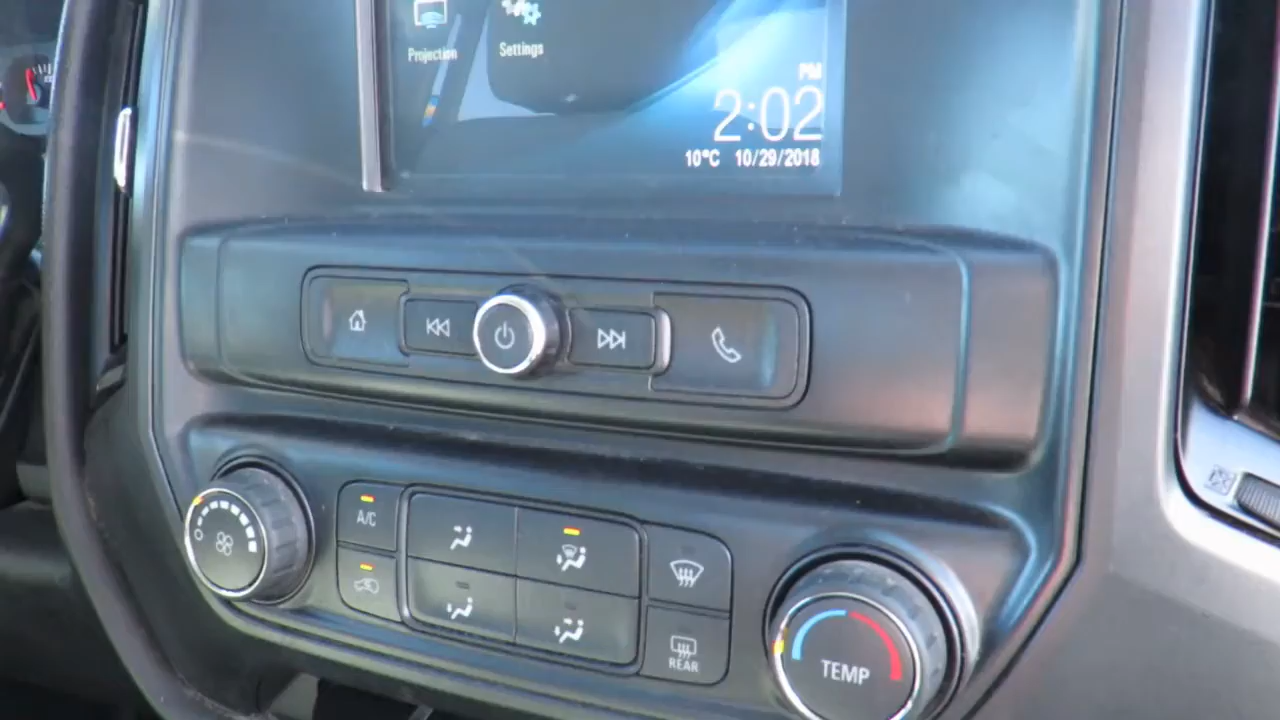 Projection
Settings
PM
2:02
10°C 10/29/2018
A/C
REAR
TEMP